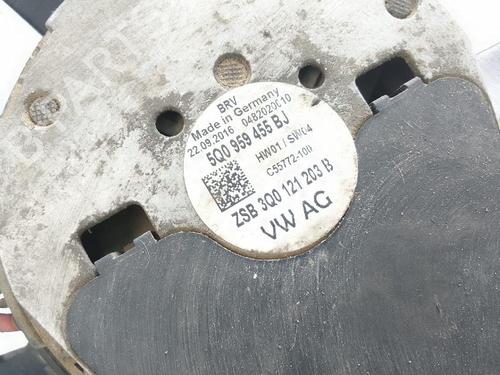 BRV
Made in Germany
22.09.2016 0482020010
5Q0 959 455 BJ
HW01 / SW04
C55772-100
ZSB 3Q0 121 203 B
VW AG